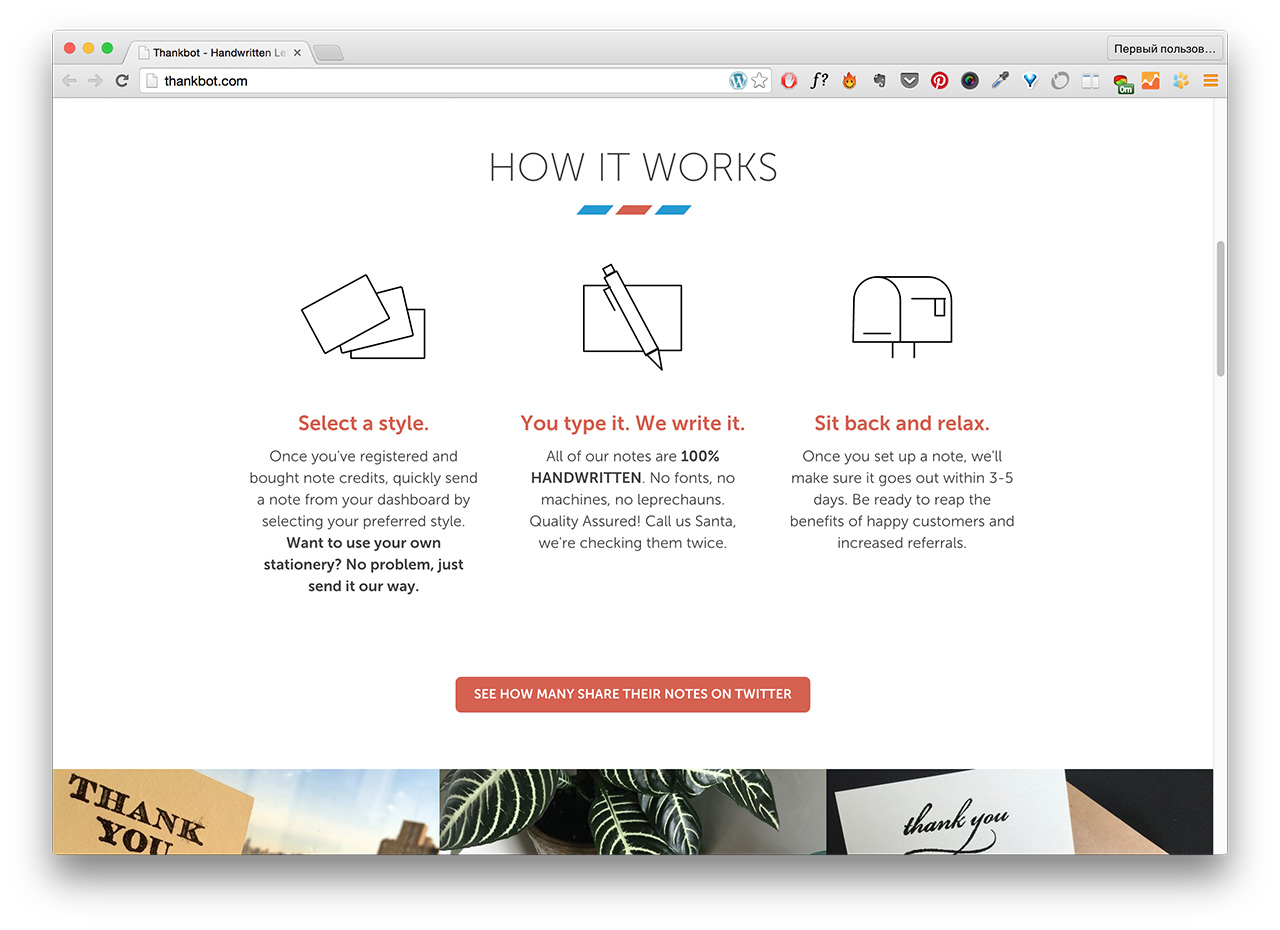 Thankbot - Handwritten Le
Первый пользов...
thankbot.com
f?
0m
HOW IT WORKS
Select a style.
Once you've registered and
bought note credits, quickly send
a note from your dashboard by
selecting your preferred style.
Want to use your own
stationery? No problem, just
send it our way.
You type it. We write it.
All of our notes are 100%
HANDWRITTEN. No fonts, no
machines, no leprechauns.
Quality Assured! Call us Santa,
we're checking them twice.
Sit back and relax.
Once you set up a note, we'll
make sure it goes out within 3-5
days. Be ready to reap the
benefits of happy customers and
increased referrals.
SEE HOW MANY SHARE THEIR NOTES ON TWITTER
THANK
YOU
thank you